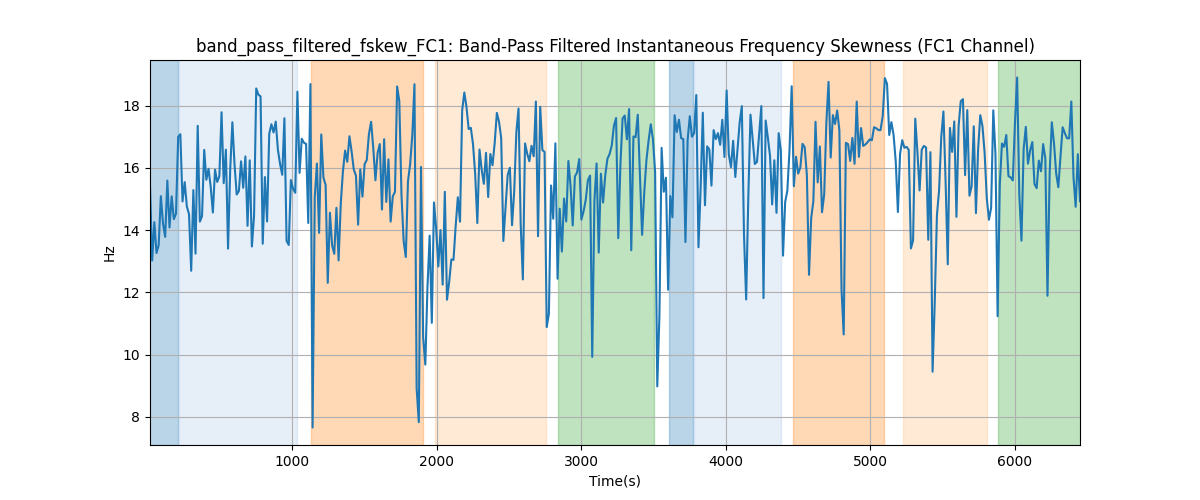 band_pass_filtered_fskew_FC1: Band-Pass Filtered Instantaneous Frequency Skewness (FC1 Channel)
18
16
14
12
10
8
Hz
1000 2000 3000 4000 5000 6000
Time(s)